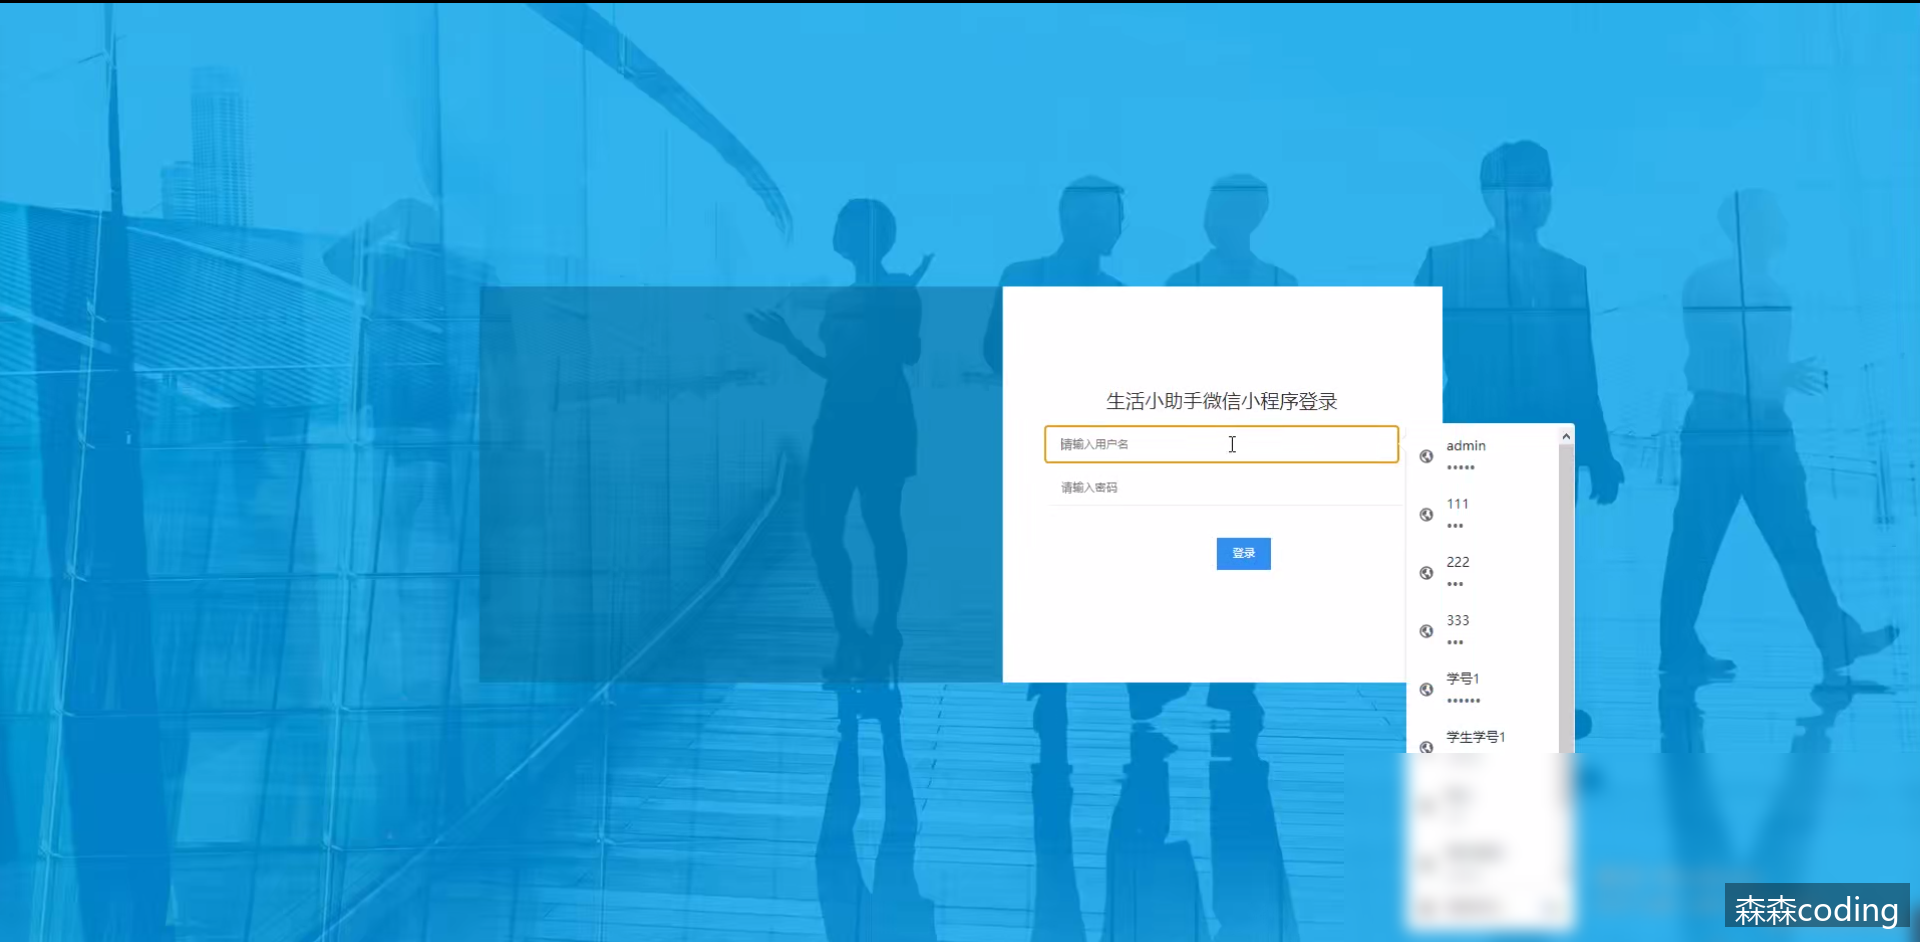 生活小助手微信小程序登录
请输入用户名
请输入密码
登录
admin
•••••
111
•••
222
•••
333
•••
学号1
••••••
学生学号1
森森coding